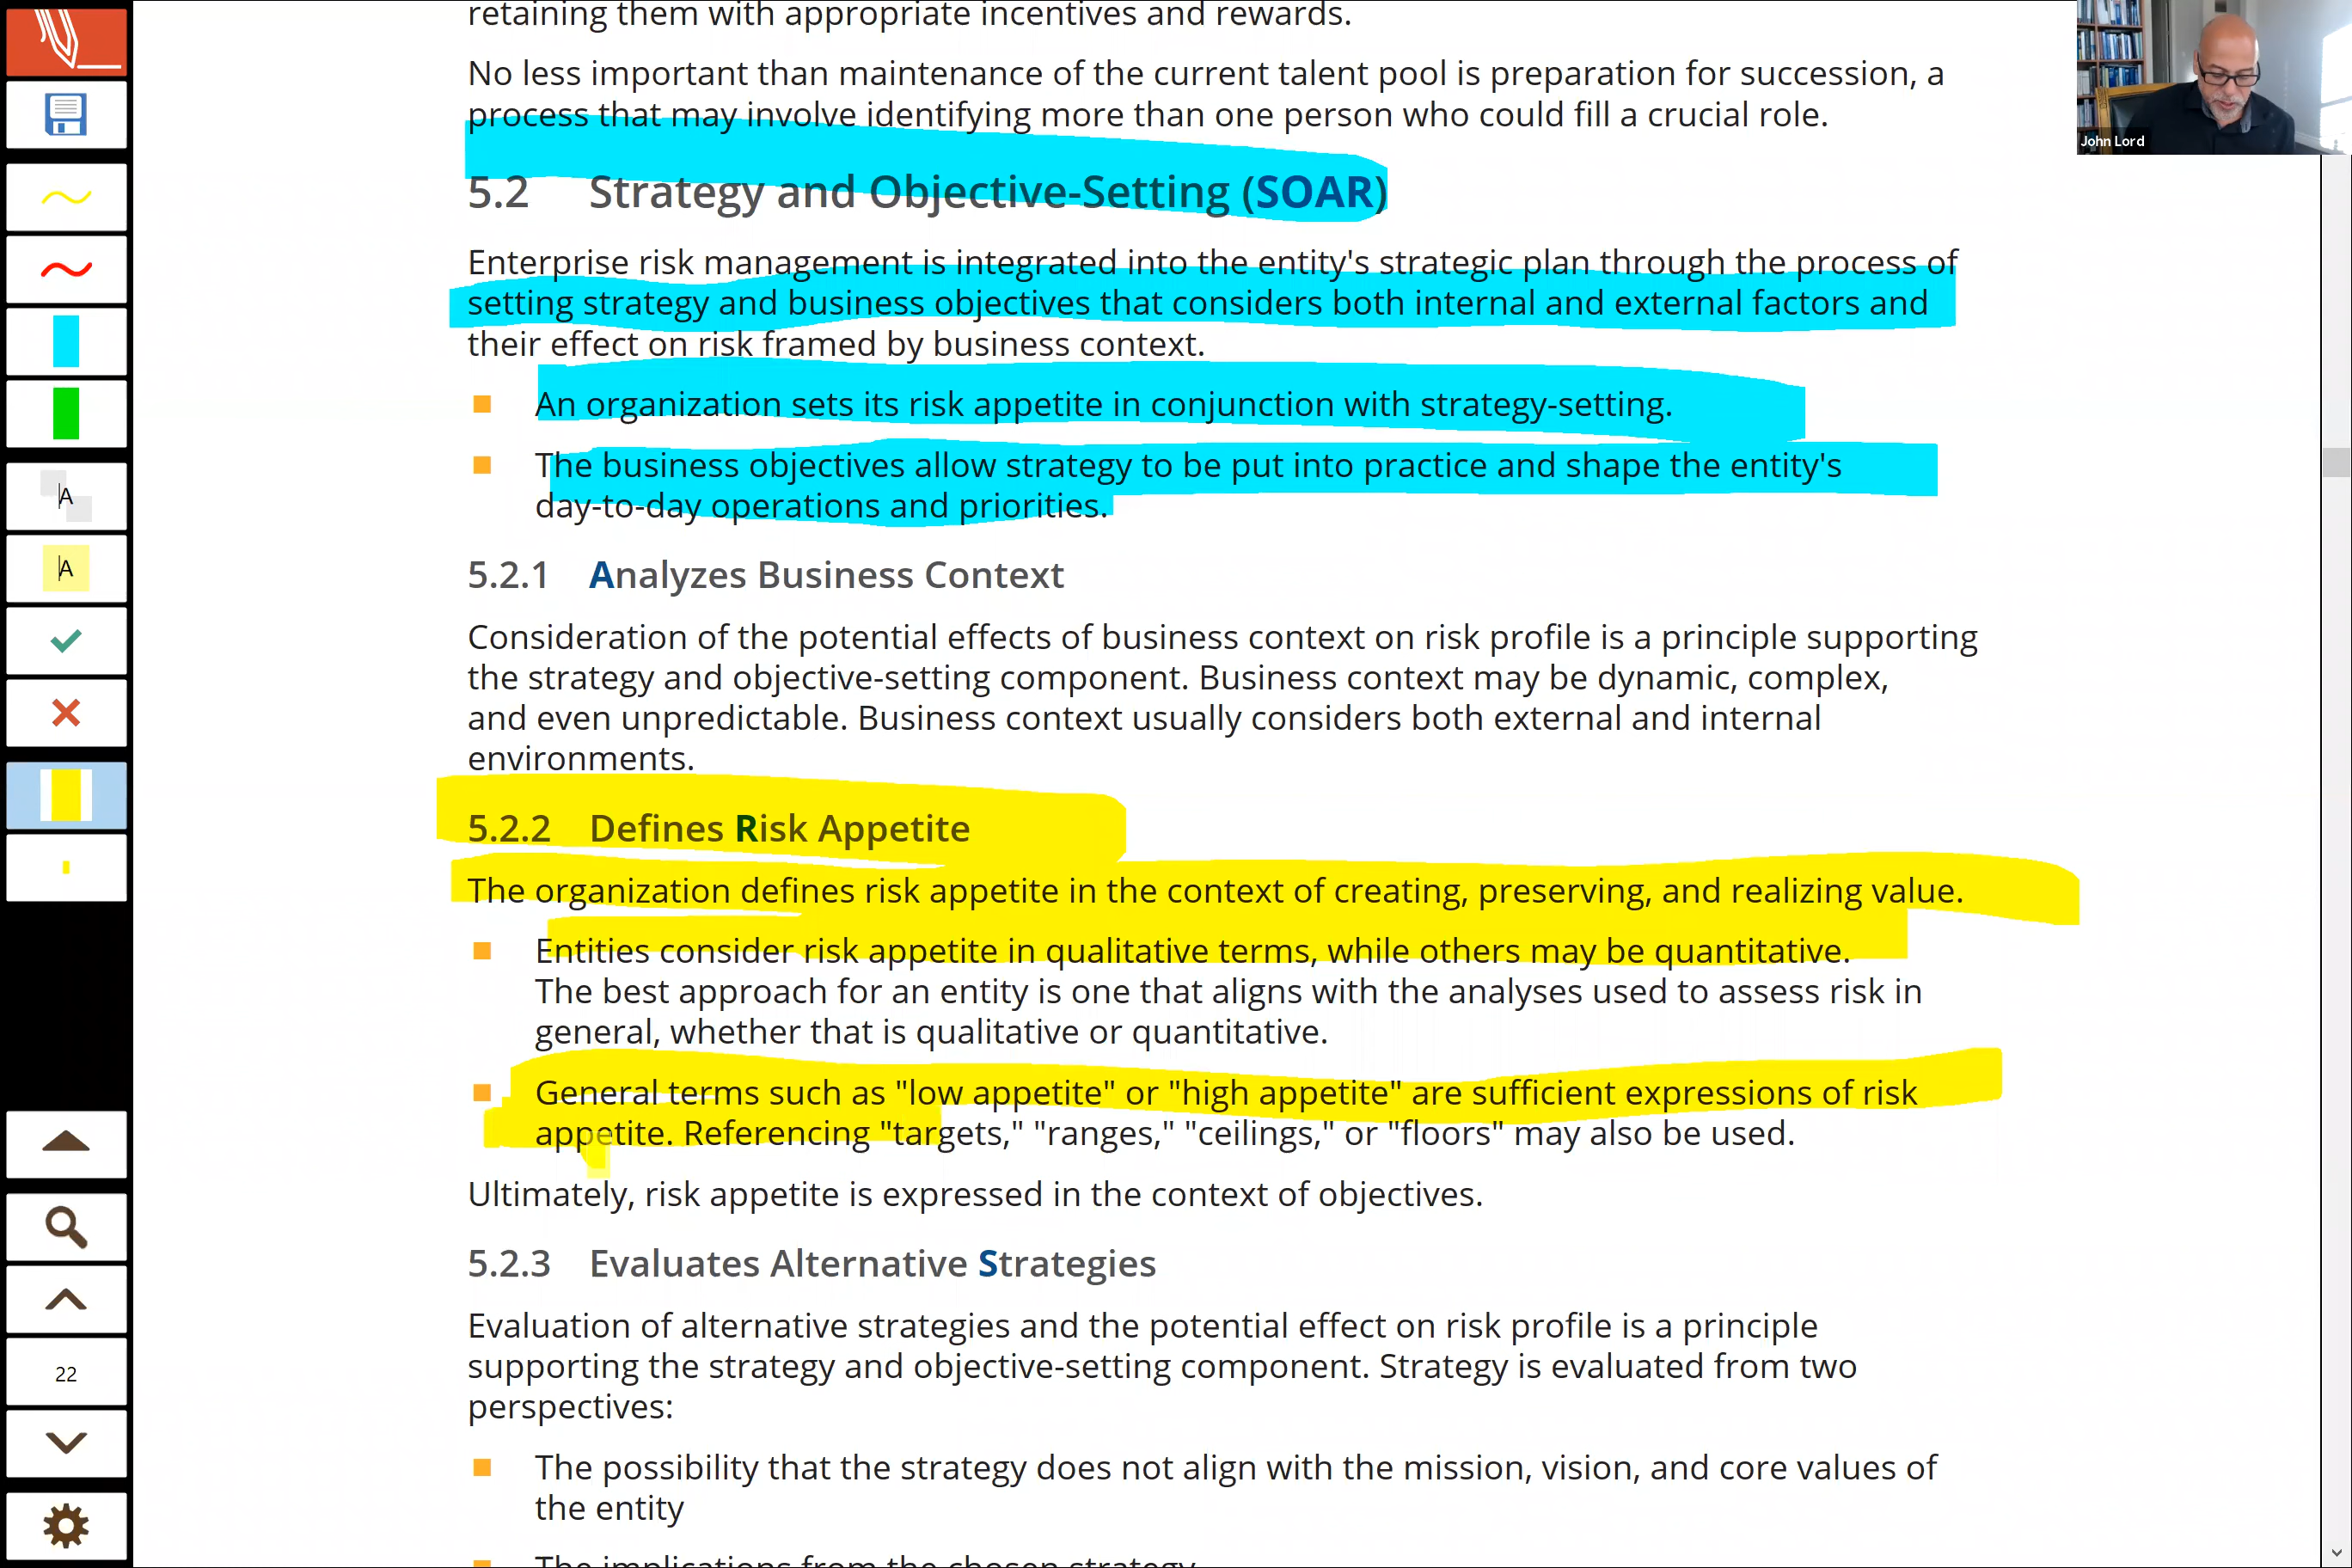 retaining them with appropriate incentives and rewards.
No less important than maintenance of the current talent pool is preparation for succession, a
process that may involve identifying more than one person who could fill a crucial role.
John Lord
5.2 Strategy and Objective-Setting (SOAR)
Enterprise risk management is integrated into the entity's strategic plan through the process of
setting strategy and business objectives that considers both internal and external factors and
their effect on risk framed by business context.
An organization sets its risk appetite in conjunction with strategy-setting.
The business objectives allow strategy to be put into practice and shape the entity's
day-to-day operations and priorities.
A
A
5.2.1 Analyzes Business Context
Consideration of the potential effects of business context on risk profile is a principle supporting
the strategy and objective-setting component. Business context may be dynamic, complex,
and even unpredictable. Business context usually considers both external and internal
environments.
5.2.2 Defines Risk Appetite
The organization defines risk appetite in the context of creating, preserving, and realizing value.
Entities consider risk appetite in qualitative terms, while others may be quantitative.
The best approach for an entity is one that aligns with the analyses used to assess risk in
general, whether that is qualitative or quantitative.
General terms such as "low appetite" or "high appetite" are sufficient expressions of risk
appetite. Referencing "targets," "ranges," "ceilings," or "floors" may also be used.
Ultimately, risk appetite is expressed in the context of objectives.
5.2.3 Evaluates Alternative Strategies
Evaluation of alternative strategies and the potential effect on risk profile is a principle
supporting the strategy and objective-setting component. Strategy is evaluated from two
perspectives:
22
The possibility that the strategy does not align with the mission, vision, and core values of
the entity
The implications from the chosen strategy